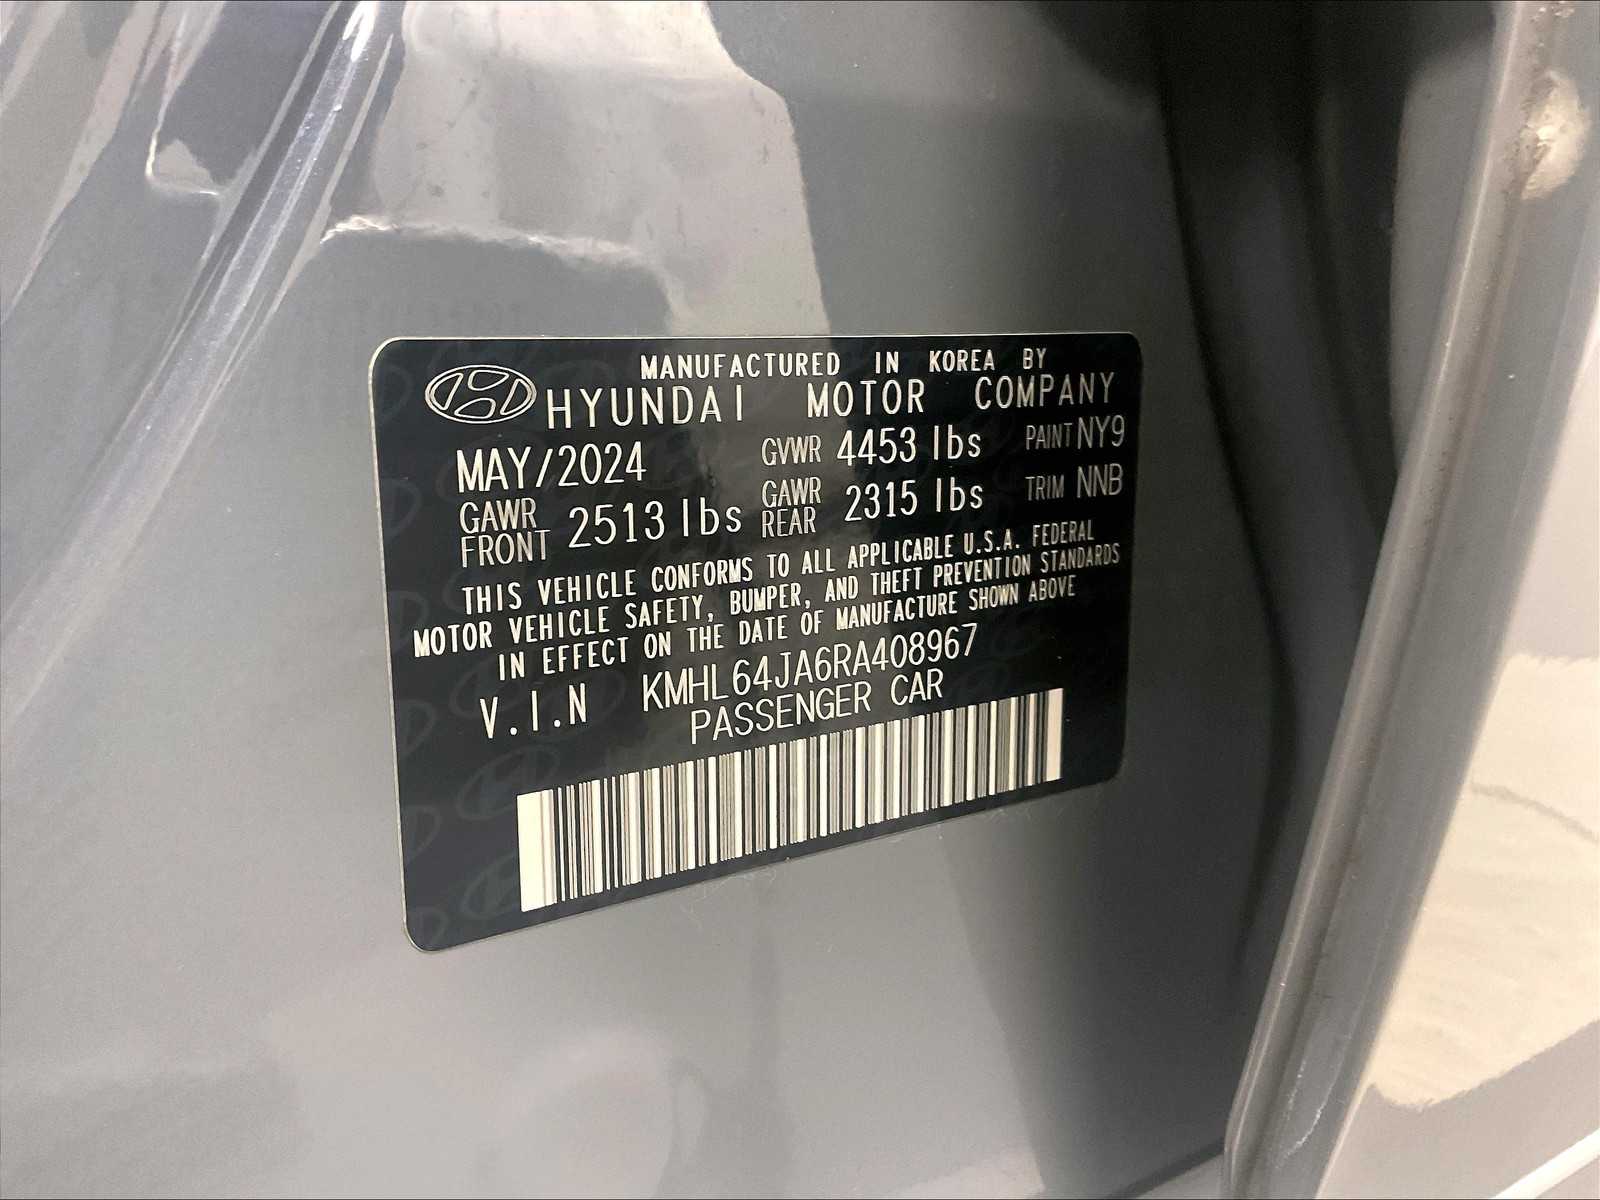 MANUFACTURED IN KOREA BY
HYUNDAI MOTOR COMPANY
MAY/2024 GVWR 4453 lbs PAINT NY9
GAWR FRONT 2513 lbs GAWR REAR 2315 lbs TRIM NNB
THIS VEHICLE CONFORMS TO ALL APPLICABLE U.S.A. FEDERAL
MOTOR VEHICLE SAFETY, BUMPER, AND THEFT PREVENTION STANDARDS
IN EFFECT ON THE DATE OF MANUFACTURE SHOWN ABOVE
V.I.N KMHL64JA6RA408967
PASSENGER CAR